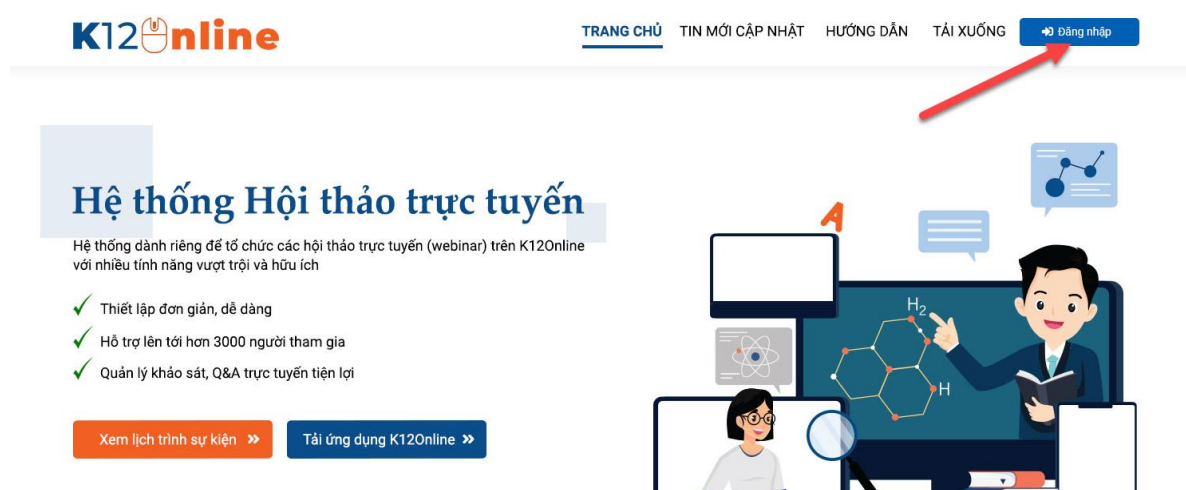 K12Online
TRANG CHỦ TIN MỚI CẬP NHẬT HƯỚNG DẪN TẢI XUỐNG Đăng nhập
Hệ thống Hội thảo trực tuyến
Hệ thống dành riêng để tổ chức các hội thảo trực tuyến (webinar) trên K12Online
với nhiều tính năng vượt trội và hữu ích
Thiết lập đơn giản, dễ dàng
Hỗ trợ lên tới hơn 3000 người tham gia
Quản lý khảo sát, Q&A trực tuyến tiện lợi
Xem lịch trình sự kiện »
Tải ứng dụng K12Online »
A
H₂
H